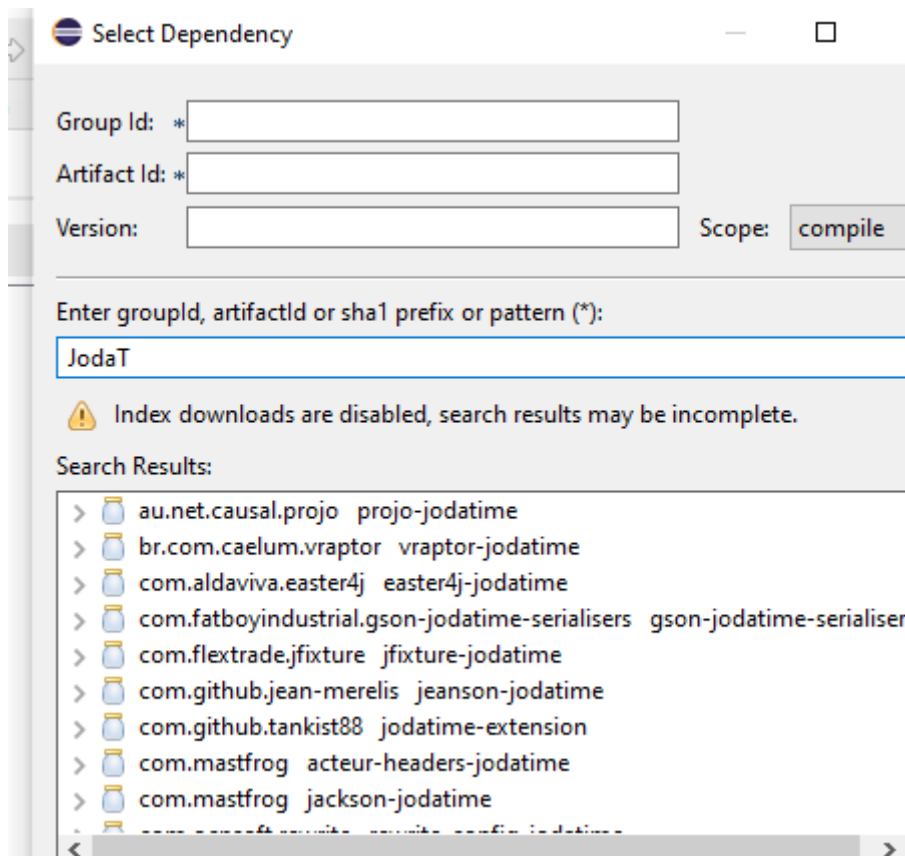 Select Dependency
Group Id: *
Artifact Id: *
Version: Scope: compile
Enter groupId, artifactId or sha1 prefix or pattern (*):
JodaT
Index downloads are disabled, search results may be incomplete.
Search Results:
au.net.causal.projo projo-jodatime
br.com.caelum.vraptor vraptor-jodatime
com.aldaviva.easter4j easter4j-jodatime
com.fatboyindustrial.gson-jodatime-serialisers gson-jodatime-serialiser
com.flextrade.jfixture jfixture-jodatime
com.github.jean-merelis jeanson-jodatime
com.github.tankist88 jodatime-extension
com.mastfrog acteur-headers-jodatime
com.mastfrog jackson-jodatime